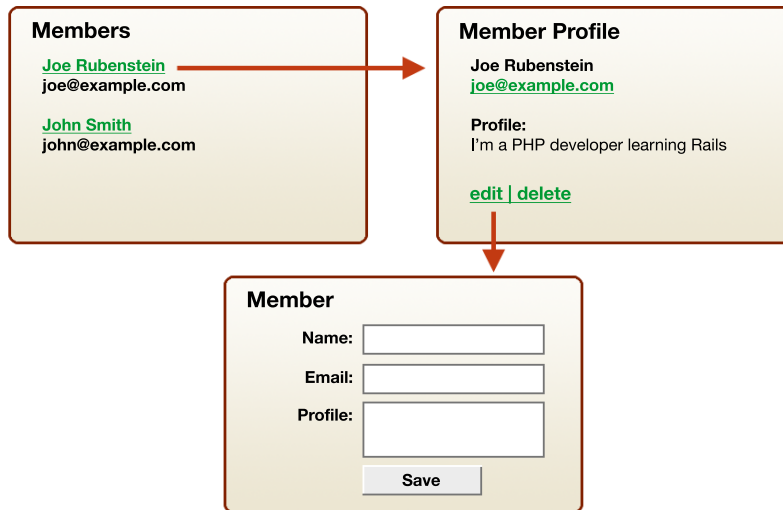 Members
Joe Rubenstein
joe@example.com
John Smith
john@example.com
Member Profile
Joe Rubenstein
joe@example.com
Profile:
I'm a PHP developer learning Rails
edit | delete
Member
Name:
Email:
Profile:
Save